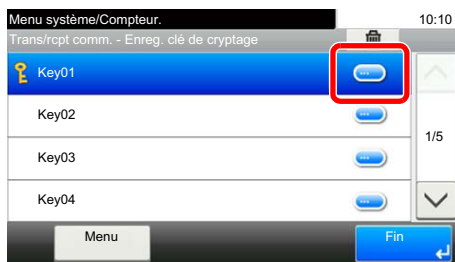 Menu système/Compteur.
10:10
Trans/rcpt comm. - Enreg. clé de cryptage
Key01
Key02
1/5
Key03
Key04
Menu
Fin